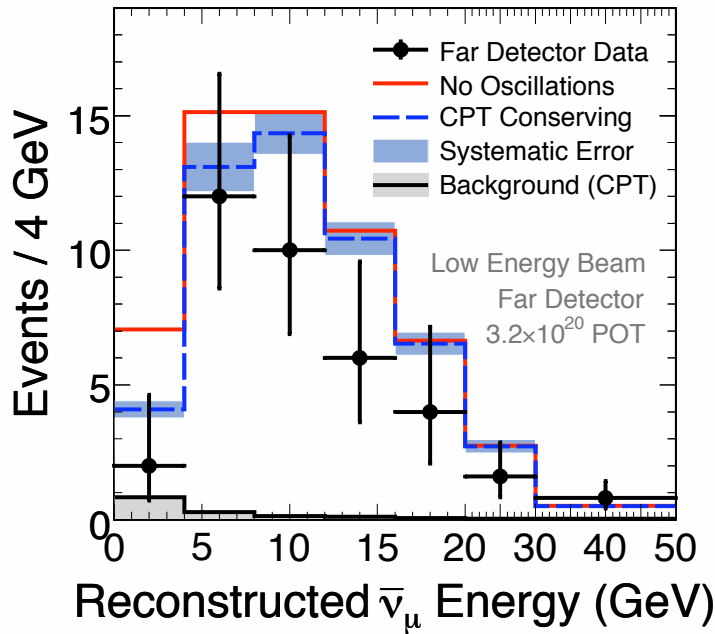 Far Detector Data
No Oscillations
CPT Conserving
Systematic Error
Background (CPT)
Low Energy Beam
Far Detector
3.2×10²⁰ POT
Events / 4 GeV
15
10
5
0
0 5 10 15 20 30 40 50
Reconstructed ν̅_μ Energy (GeV)